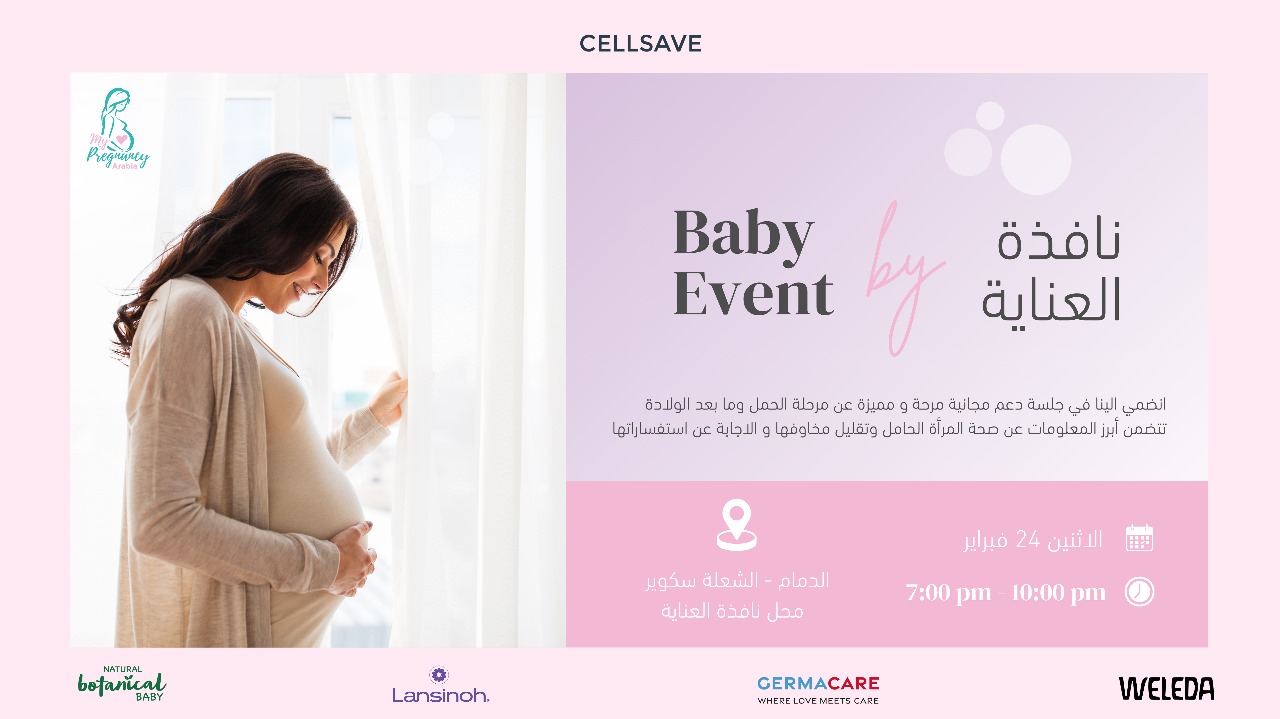 CELLSAVE
My
Pregnancy
Arabia
Baby
Event
by
نافذة
العناية
انضمي الينا في جلسة دعم مجانية مرحة و مميزة عن مرحلة الحمل وما بعد الولادة
تتضمن أبرز المعلومات عن صحة المرأة الحامل وتقليل مخاوفها و الاجابة عن استفساراتها
الاثنين 24 فبراير
7:00 pm - 10:00 pm
الدمام - الشعلة سكوير
محل نافذة العناية
NATURAL
botanical
BABY
Lansinoh®
GERMACARE
WHERE LOVE MEETS CARE
WELEDA